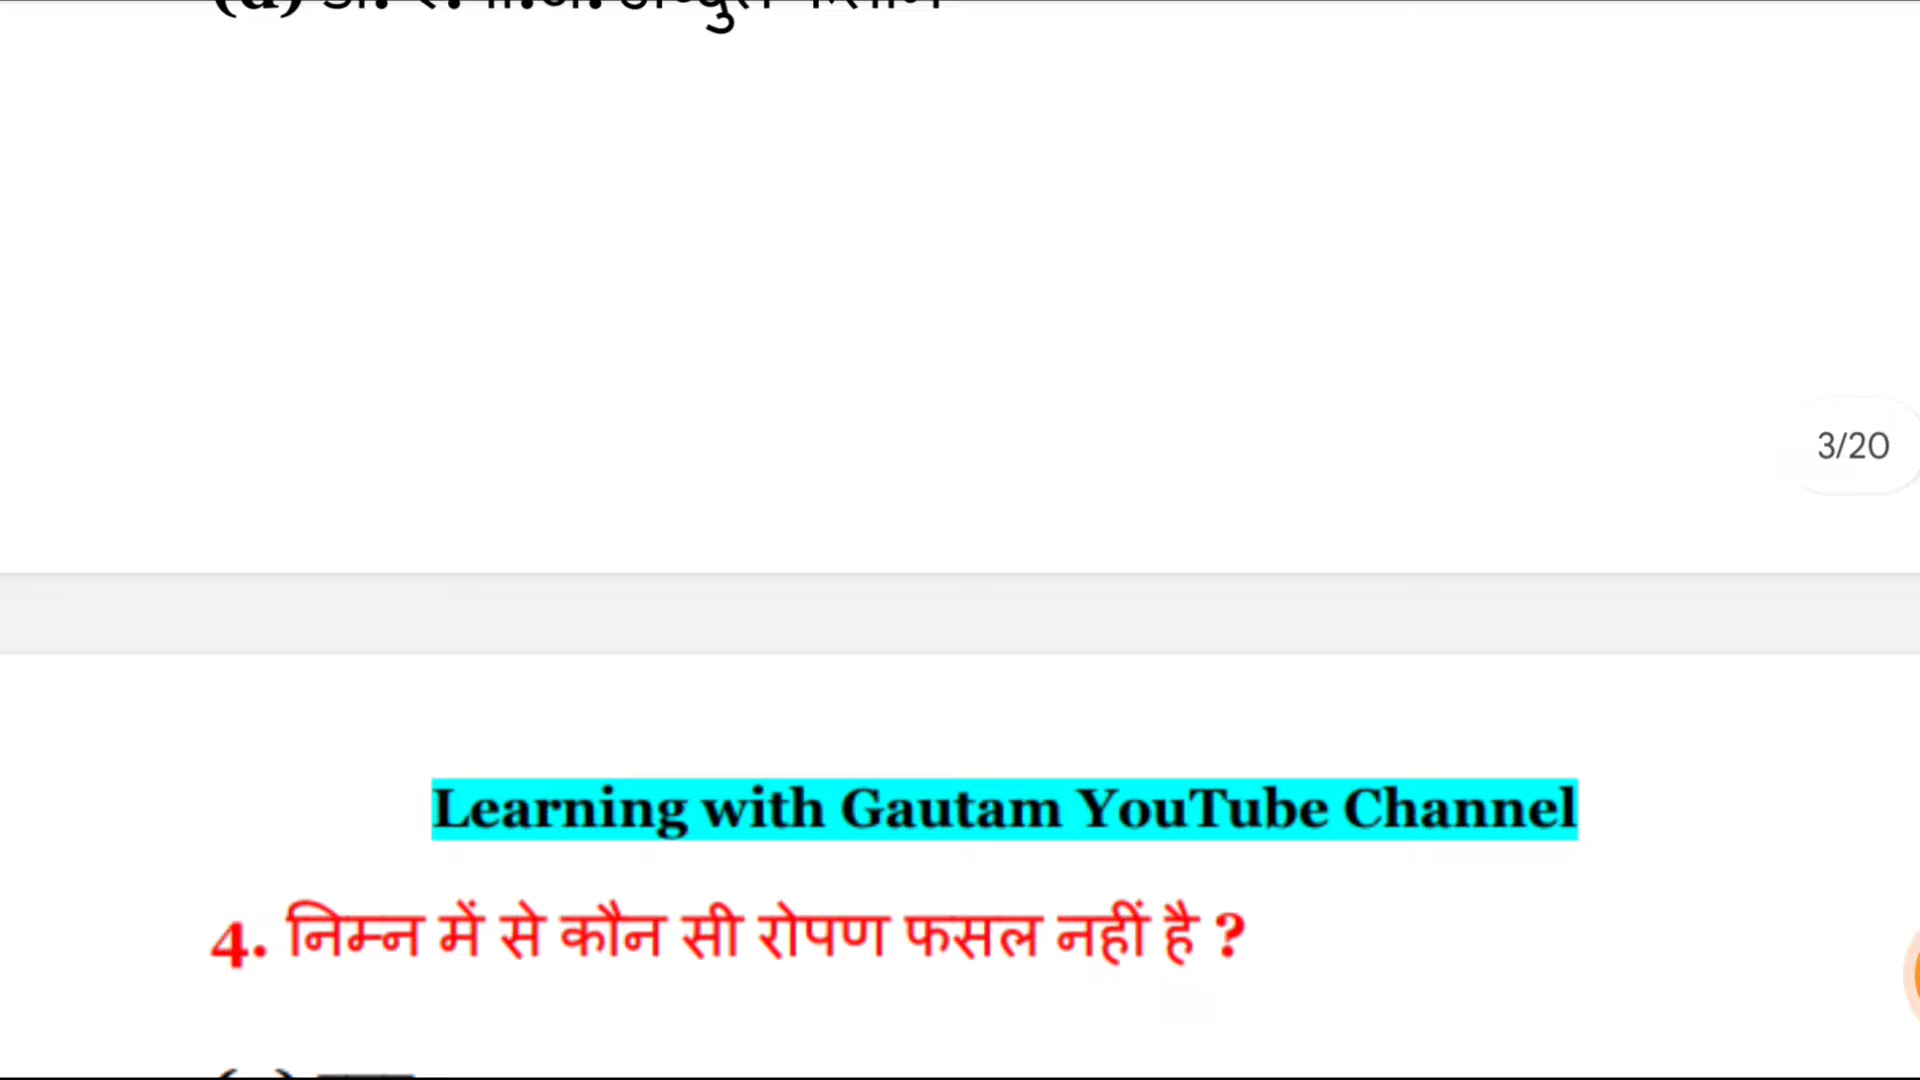 3/20
Learning with Gautam YouTube Channel
4. निम्न में से कौन सी रोपण फसल नहीं है ?